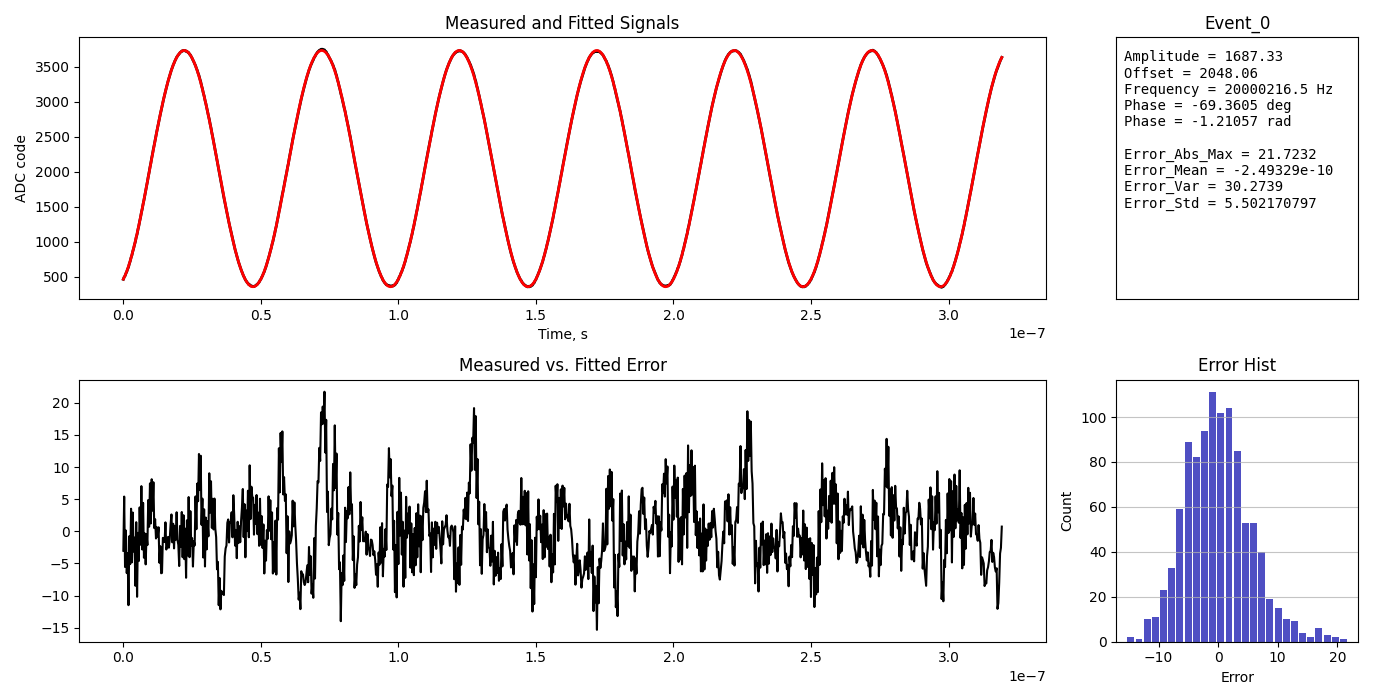 Measured and Fitted Signals
ADC code
3500
3000
2500
2000
1500
1000
500
0.0 0.5 1.0 1.5 2.0 2.5 3.0
Time, s
1e−7
Event_0
Amplitude = 1687.33
Offset = 2048.06
Frequency = 20000216.5 Hz
Phase = -69.3605 deg
Phase = -1.21057 rad
Error_Abs_Max = 21.7232
Error_Mean = -2.49329e-10
Error_Var = 30.2739
Error_Std = 5.502170797
Measured vs. Fitted Error
20
15
10
5
0
−5
−10
−15
0.0 0.5 1.0 1.5 2.0 2.5 3.0
1e−7
Error Hist
Count
100
80
60
40
20
0
−10 0 10 20
Error